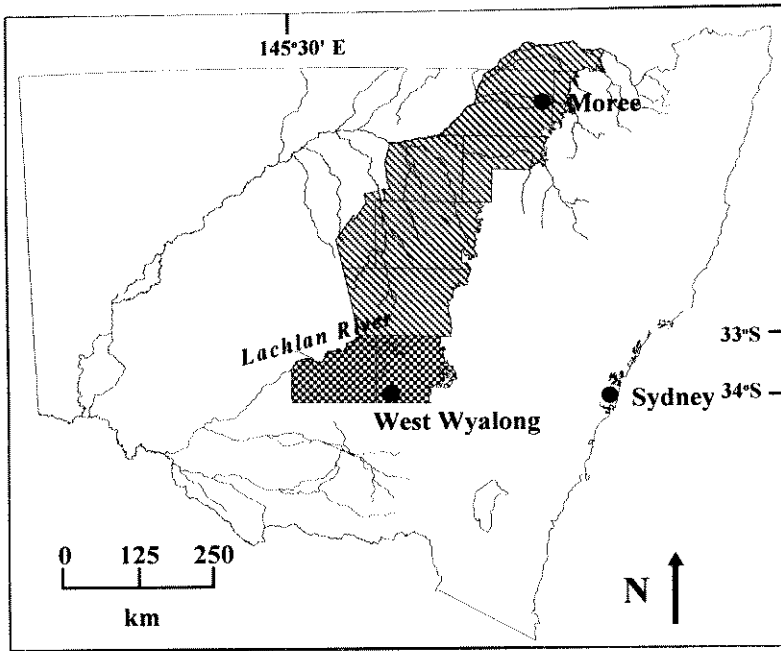 145°30' E
Moree
Lachlan River
33°S
34°S
Sydney
West Wyalong
0 125 250
km
N